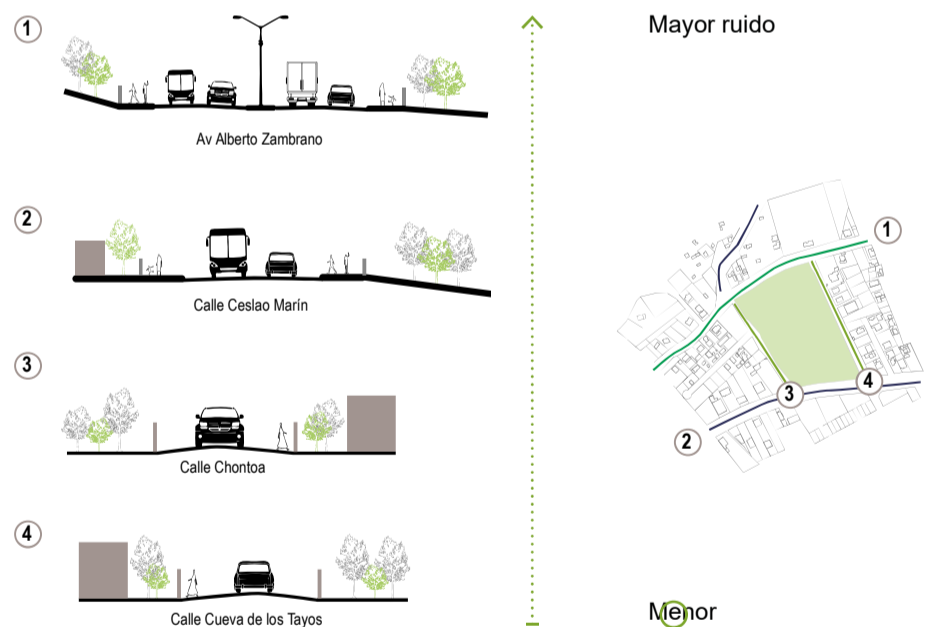 1
Av Alberto Zambrano
2
Calle Ceslao Marín
3
Calle Chontoa
4
Calle Cueva de los Tayos
Mayor ruido
1
2
3
4
Menor